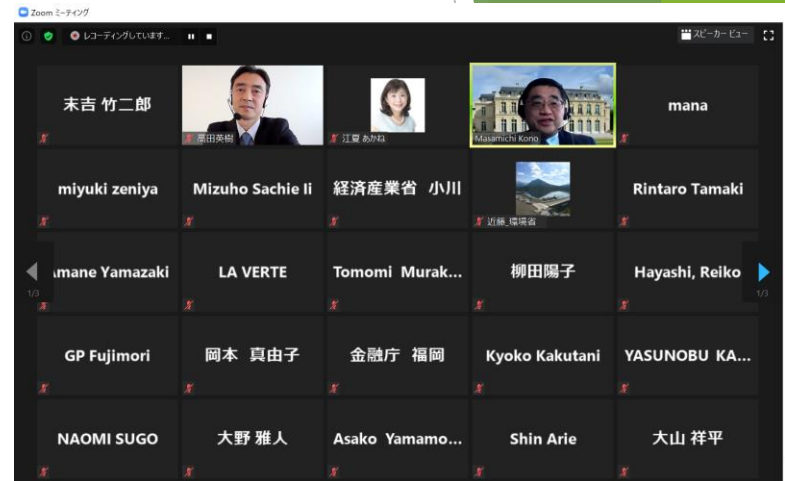 Zoom ミーティング
レコーディングしています...
スピーカー ビュー
末吉 竹二郎
高田英樹
江夏 あかね
Masamichi Kono
mana
miyuki zeniya
Mizuho Sachie Ii
経済産業省 小川
近藤_環境省
Rintaro Tamaki
mane Yamazaki
LA VERTE
Tomomi Murak...
柳田陽子
Hayashi, Reiko
1/3
1/3
GP Fujimori
岡本 真由子
金融庁 福岡
Kyoko Kakutani
YASUNOBU KA...
NAOMI SUGO
大野 雅人
Asako Yamamo...
Shin Arie
大山 祥平